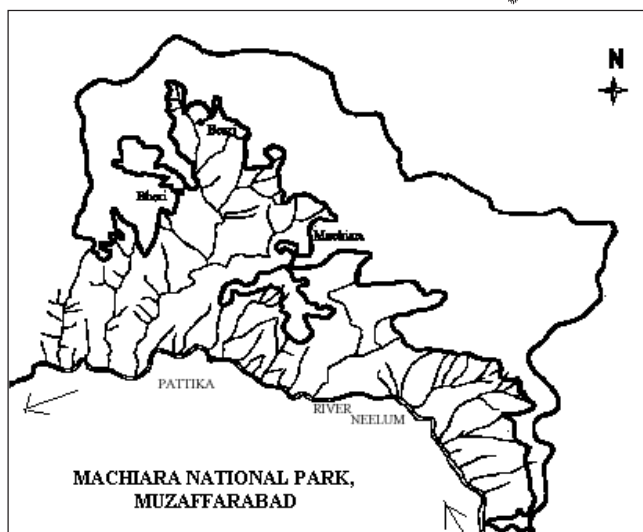 N
Bheri
Machiara
PATTIKA
RIVER
NEELUM
MACHIARA NATIONAL PARK,
MUZAFFARABAD